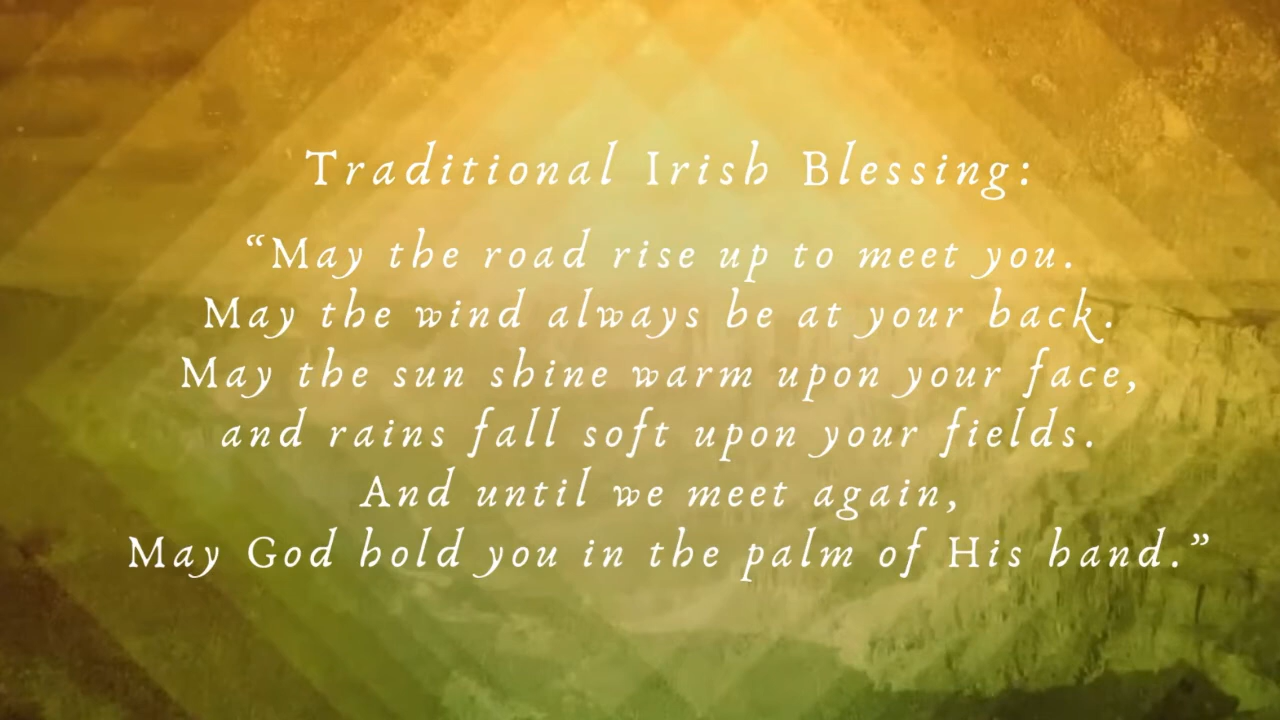 Traditional Irish Blessing:
“May the road rise up to meet you.
May the wind always be at your back.
May the sun shine warm upon your face,
and rains fall soft upon your fields.
And until we meet again,
May God hold you in the palm of His hand.”